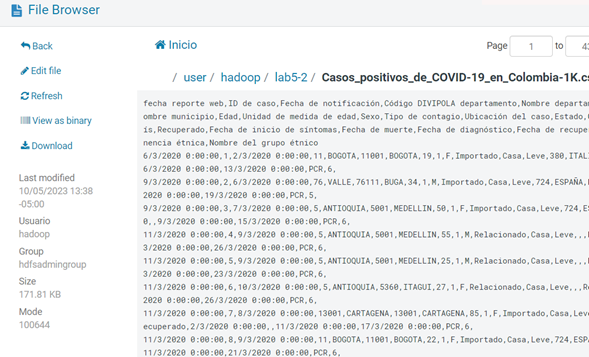 File Browser
Back
Edit file
Refresh
View as binary
Download
Last modified
10/05/2023 13:38
-05:00
Usuario
hadoop
Group
hdfsadmingroup
Size
171.81 KB
Mode
100644
Inicio
Page 1 to
/ user / hadoop / lab5-2 / Casos_positivos_de_COVID-19_en_Colombia-1K.cs
fecha reporte web,ID de caso,Fecha de notificación,Código DIVIPOLA departamento,Nombre departam
ombre municipio,Edad,Unidad de medida de edad,Sexo,Tipo de contagio,Ubicación del caso,Estado,
ís,Recuperado,Fecha de inicio de síntomas,Fecha de muerte,Fecha de diagnóstico,Fecha de recupe
nencia étnica,Nombre del grupo étnico
6/3/2020 0:00:00,1,2/3/2020 0:00:00,11,BOGOTA,11001,BOGOTA,19,1,F,Importado,Casa,Leve,380,ITAL
6/3/2020 0:00:00,13/3/2020 0:00:00,PCR,6,
9/3/2020 0:00:00,2,6/3/2020 0:00:00,76,VALLE,76111,BUGA,34,1,M,Importado,Casa,Leve,724,ESPAÑA,
2020 0:00:00,19/3/2020 0:00:00,PCR,5,
9/3/2020 0:00:00,3,7/3/2020 0:00:00,5,ANTIOQUIA,5001,MEDELLIN,50,1,F,Importado,Casa,Leve,724,ES
0,,9/3/2020 0:00:00,15/3/2020 0:00:00,PCR,6,
11/3/2020 0:00:00,4,9/3/2020 0:00:00,5,ANTIOQUIA,5001,MEDELLIN,55,1,M,Relacionado,Casa,Leve,,,
3/2020 0:00:00,26/3/2020 0:00:00,PCR,6,
11/3/2020 0:00:00,5,9/3/2020 0:00:00,5,ANTIOQUIA,5001,MEDELLIN,25,1,M,Relacionado,Casa,Leve,,,
3/2020 0:00:00,23/3/2020 0:00:00,PCR,6,
11/3/2020 0:00:00,6,10/3/2020 0:00:00,5,ANTIOQUIA,5360,ITAGUI,27,1,F,Relacionado,Casa,Leve,,,R
2020 0:00:00,26/3/2020 0:00:00,PCR,6,
11/3/2020 0:00:00,7,8/3/2020 0:00:00,13001,CARTAGENA,13001,CARTAGENA,85,1,F,Importado,Casa,Leve
ecuperado,2/3/2020 0:00:00,,11/3/2020 0:00:00,17/3/2020 0:00:00,PCR,6,
11/3/2020 0:00:00,8,9/3/2020 0:00:00,11,BOGOTA,11001,BOGOTA,22,1,F,Importado,Casa,Leve,724,ESPA
11/3/2020 0:00:00,21/3/2020 0:00:00,PCR,6,